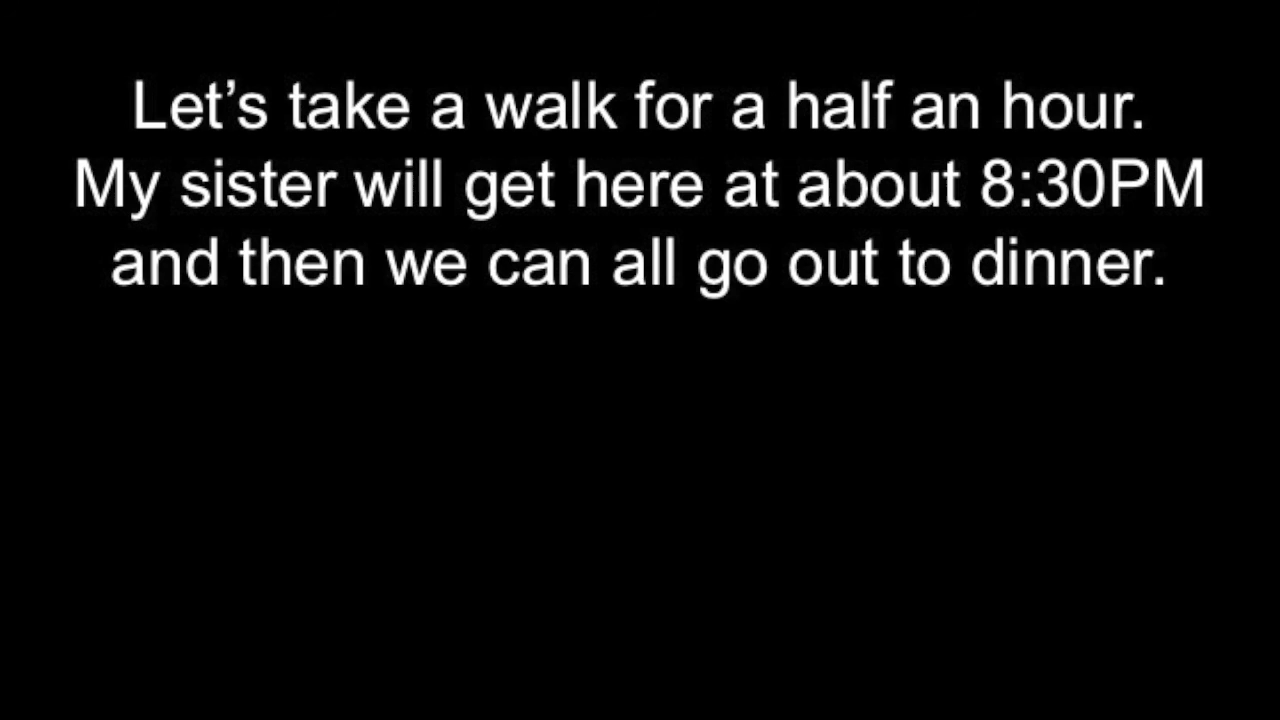 Let’s take a walk for a half an hour.
My sister will get here at about 8:30PM
and then we can all go out to dinner.